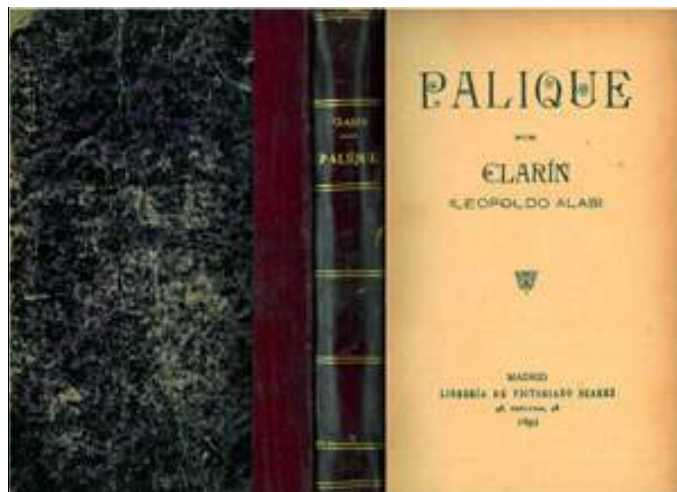 CLARÍN
PALIQUE
PALIQUE
POR
CLARÍN
(LEOPOLDO ALAS)
MADRID
LIBRERÍA DE VICTORIANO SUÁREZ